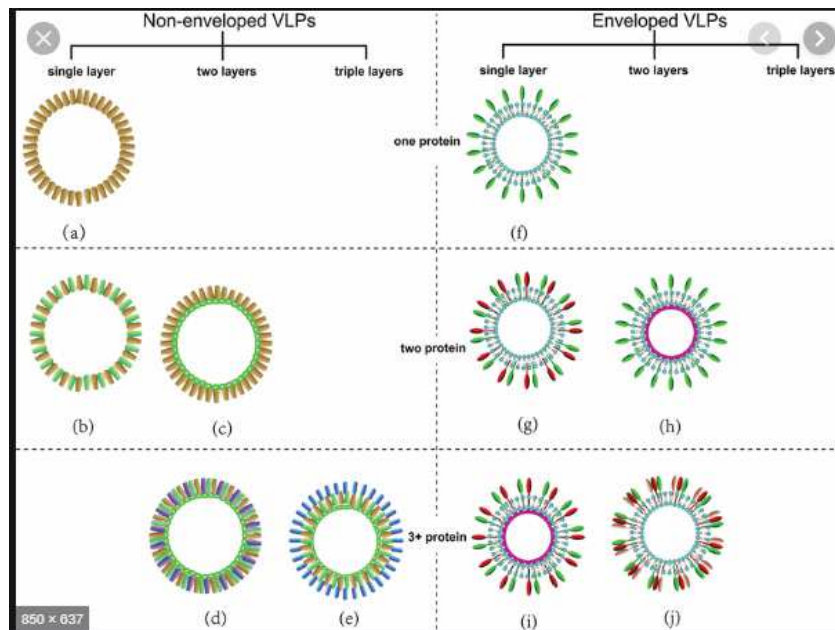 Non-enveloped VLPs
Enveloped VLPs
single layer
two layers
triple layers
single layer
two layers
triple layers
one protein
(a)
(f)
two protein
(b)
(c)
(g)
(h)
3+ protein
(d)
(e)
(i)
(j)
850 × 637